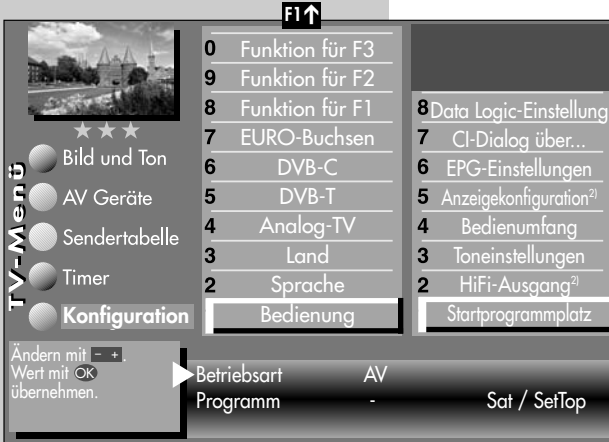 F1↑
0 Funktion für F3
9 Funktion für F2
8 Funktion für F1
7 EURO-Buchsen
6 DVB-C
5 DVB-T
4 Analog-TV
3 Land
2 Sprache
Bedienung
8 Data Logic-Einstellung
7 CI-Dialog über...
6 EPG-Einstellungen
5 Anzeigekonfiguration2)
4 Bedienumfang
3 Toneinstellungen
2 HiFi-Ausgang2)
Startprogrammplatz
TV-Menü
Bild und Ton
AV Geräte
Sendertabelle
Timer
Konfiguration
Ändern mit - + .
Wert mit OK
übernehmen.
Betriebsart AV
Programm - Sat / SetTop